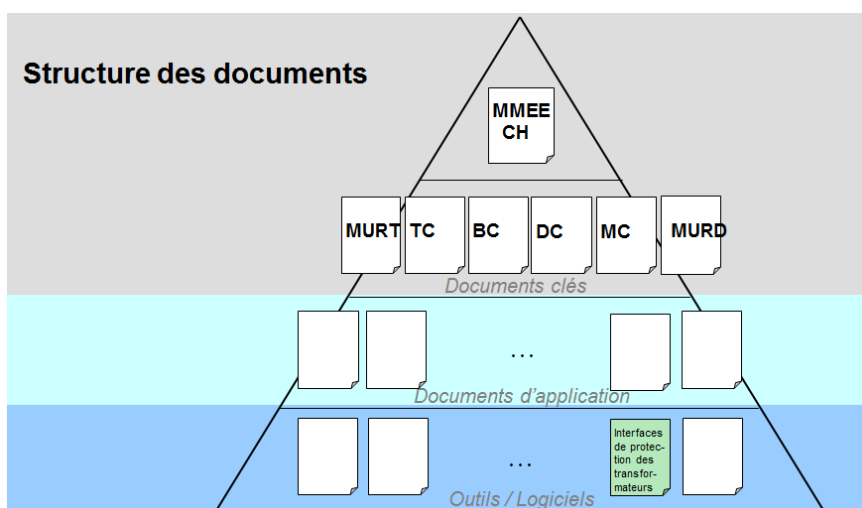 Structure des documents
MMEE
CH
MURT TC BC DC MC MURD
Documents clés
...
Documents d'application
Interfaces
de protec-
tion des
transfor-
mateurs
...
Outils / Logiciels